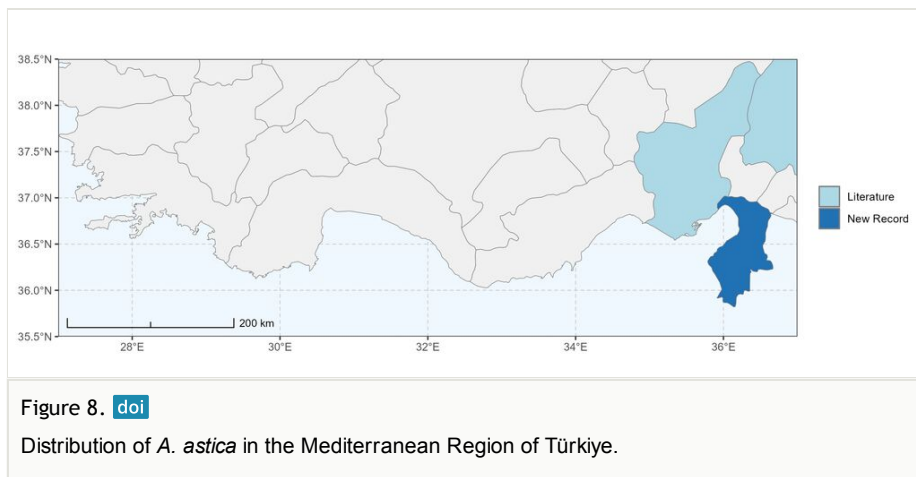 38.5°N
38.0°N
37.5°N
37.0°N
36.5°N
36.0°N
35.5°N
200 km
28°E 30°E 32°E 34°E 36°E
Literature
New Record
Figure 8. doi
Distribution of A. astica in the Mediterranean Region of Türkiye.